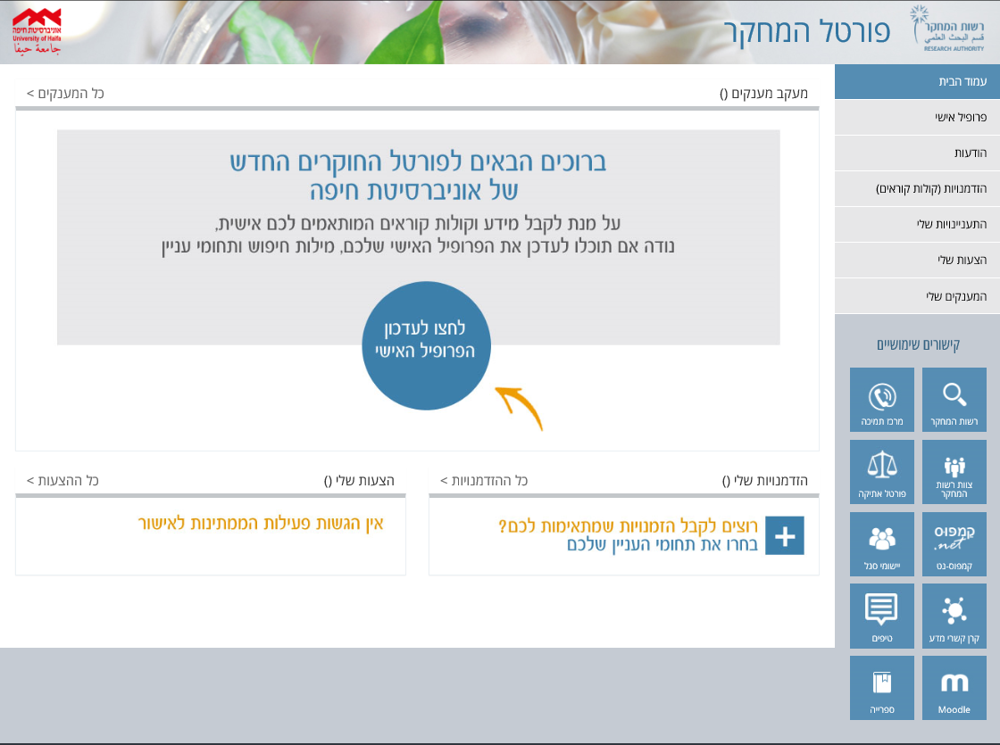 רשות המחקר
قسم البحث العلمي
RESEARCH AUTHORITY
פורטל המחקר
אוניברסיטת חיפה
University of Haifa
جامعة حيفا
עמוד הבית
פרופיל אישי
הודעות
הזדמנויות (קולות קוראים)
התעניינויות שלי
הצעות שלי
המענקים שלי
קישורים שימושיים
רשות המחקר
מרכז תמיכה
צוות רשות
המחקר
פורטל אתיקה
קמפוס
.net
קמפוס-נט
יישומי סגל
קרן קשרי מדע
טיפים
Moodle
ספרייה
מעקב מענקים ()
כל המענקים >
ברוכים הבאים לפורטל החוקרים החדש
של אוניברסיטת חיפה
על מנת לקבל מידע וקולות קוראים המותאמים לכם אישית,
נודה אם תוכלו לעדכן את הפרופיל האישי שלכם, מילות חיפוש ותחומי עניין
לחצו לעדכון
הפרופיל האישי
הזדמנויות שלי ()
כל ההזדמנויות >
רוצים לקבל הזמנויות שמתאימות לכם?
בחרו את תחומי העניין שלכם
הצעות שלי ()
כל ההצעות >
אין הגשות פעילות הממתינות לאישור